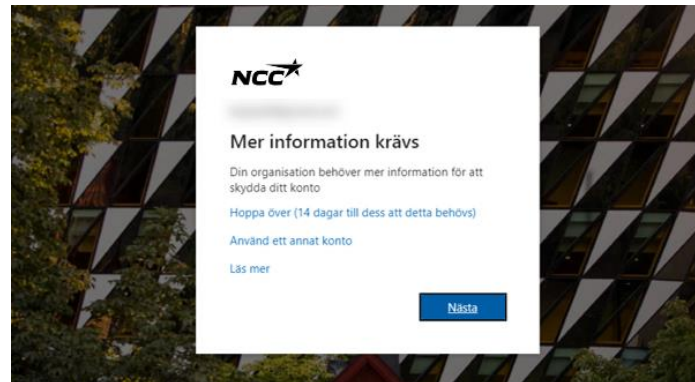 NCC
Mer information krävs
Din organisation behöver mer information för att
skydda ditt konto
Hoppa över (14 dagar till dess att detta behövs)
Använd ett annat konto
Läs mer
Nästa